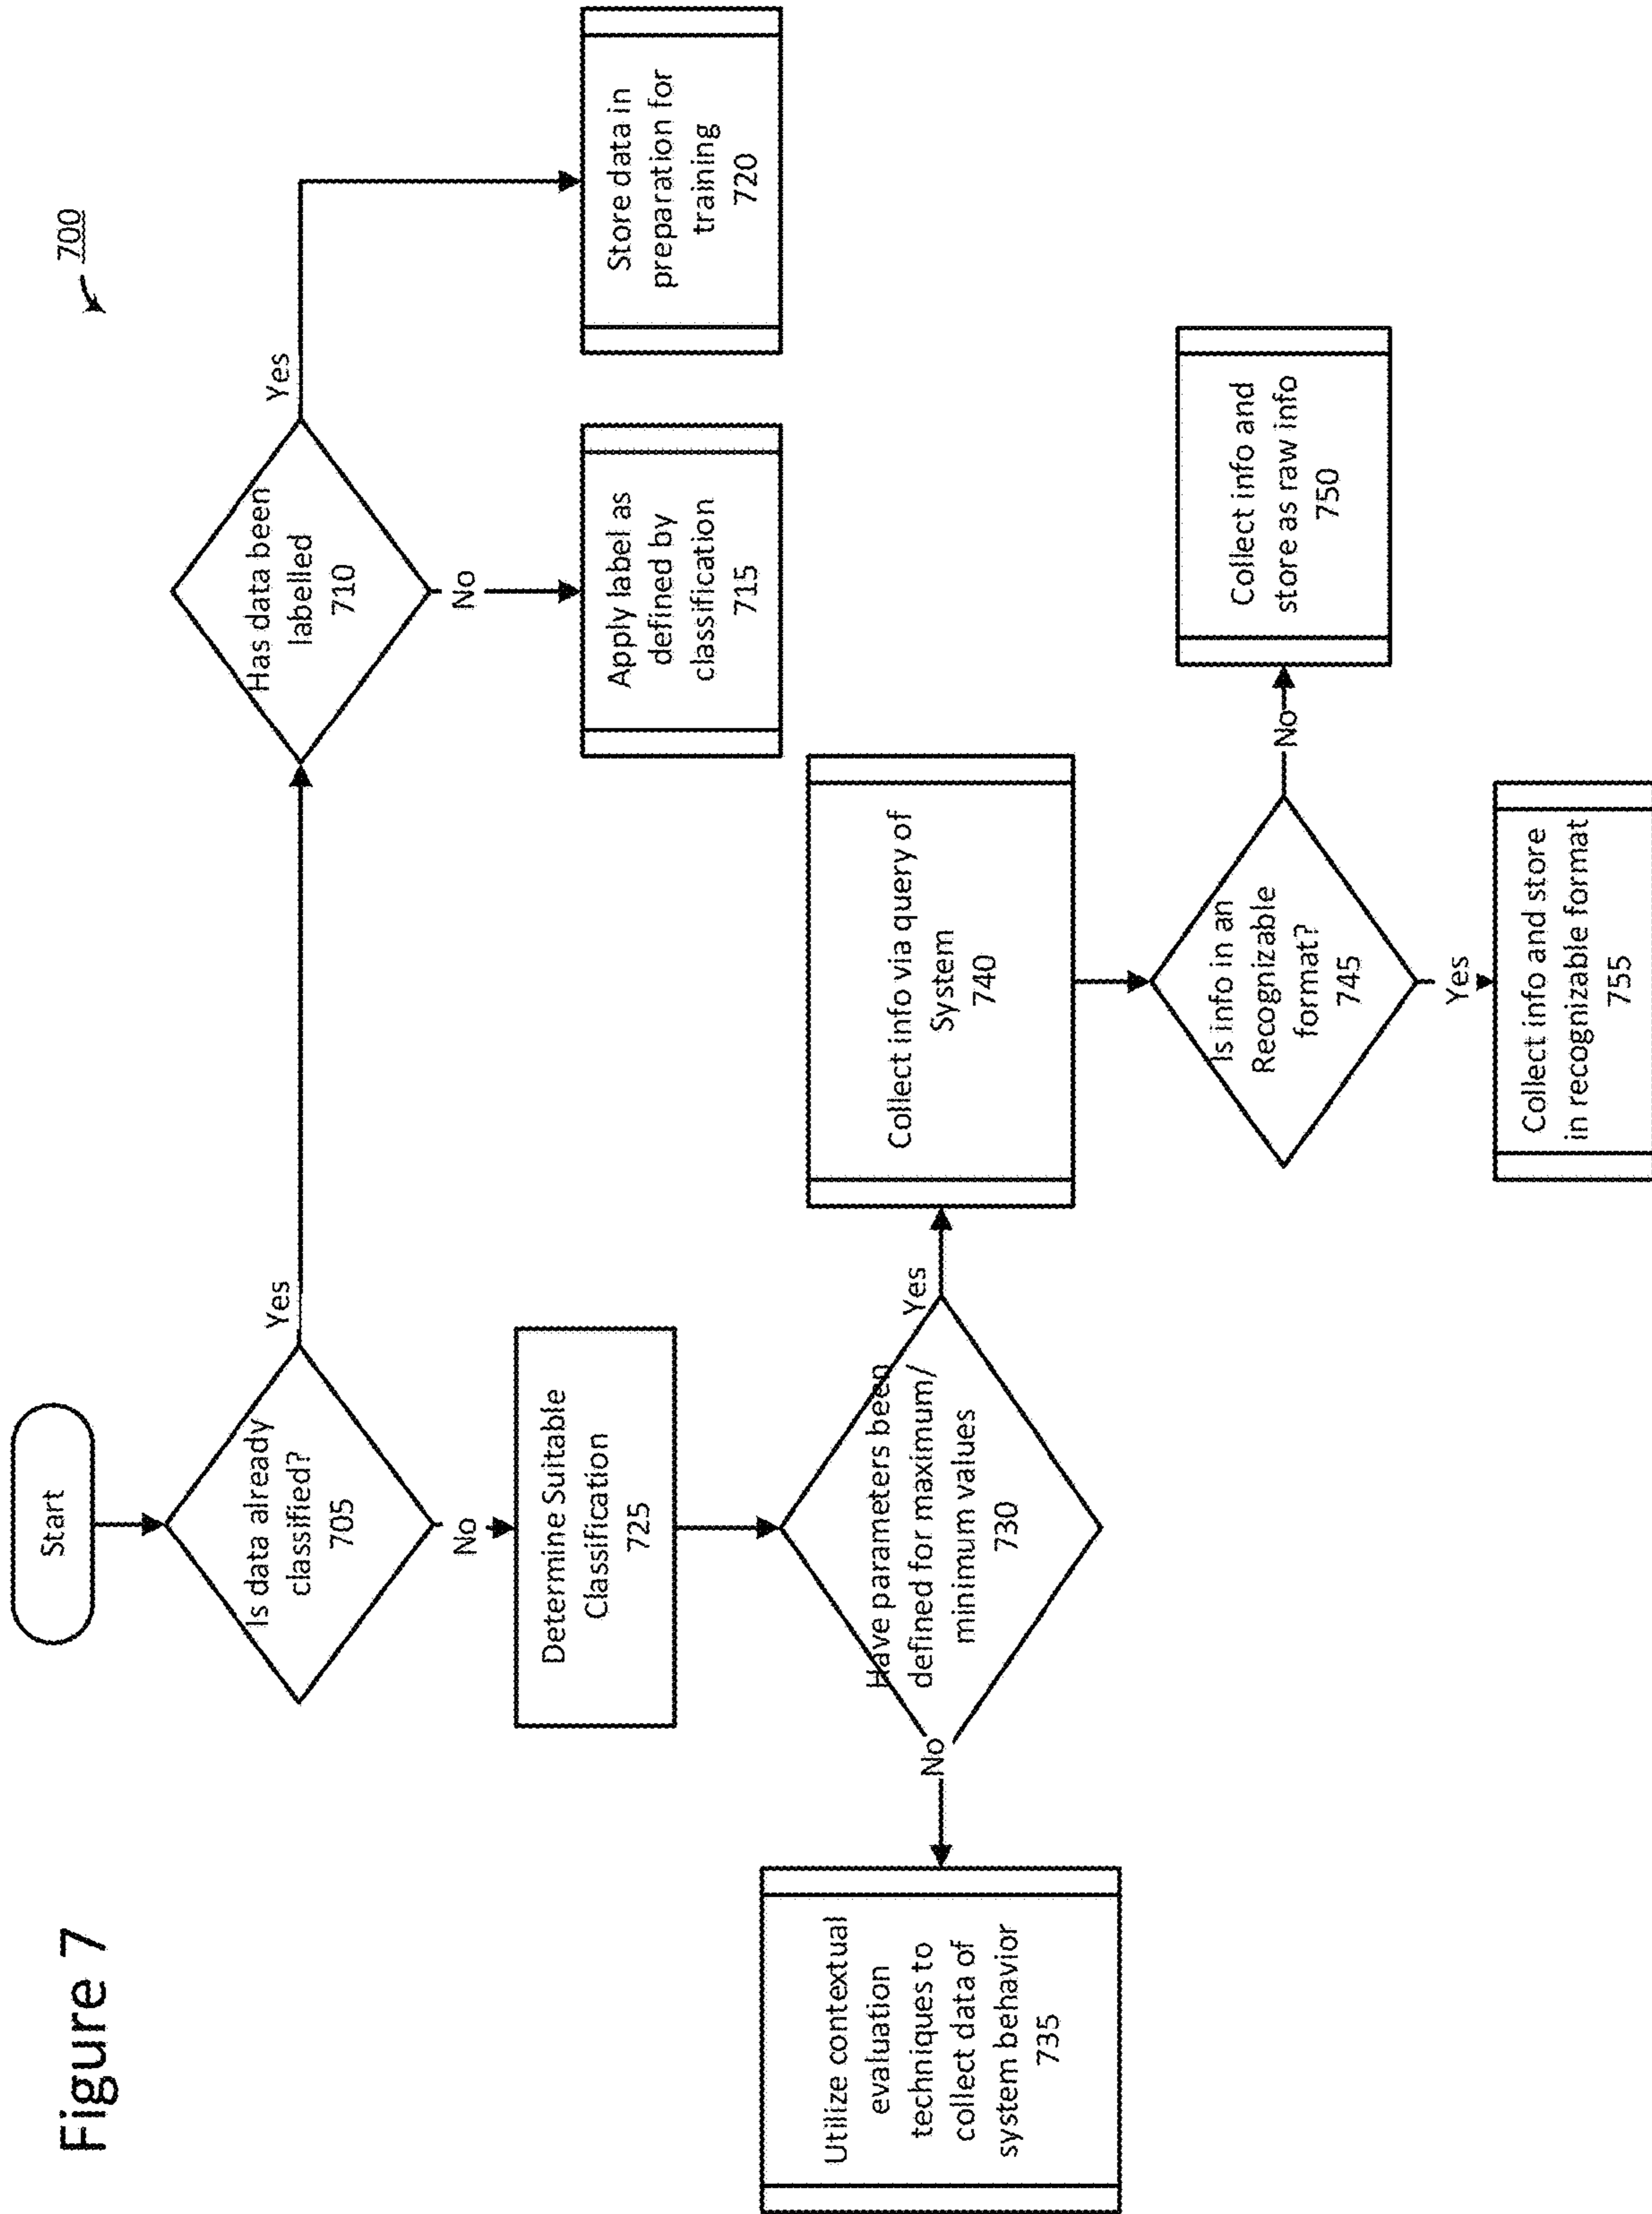 Figure 7
700
Start
Is data already
classified?
705
Yes
Has data been
labelled
710
Yes
No
No
Determine Suitable
Classification
725
Apply label as
defined by
classification
715
Store data in
preparation for
training
720
Have parameters been
defined for maximum/
minimum values
730
No
Yes
Utilize contextual
evaluation
techniques to
collect data of
system behavior
735
Collect info via query of
System
740
Is info in an
Recognizable
format?
745
No
Collect info and
store as raw info
750
Yes
Collect info and store
in recognizable format
755